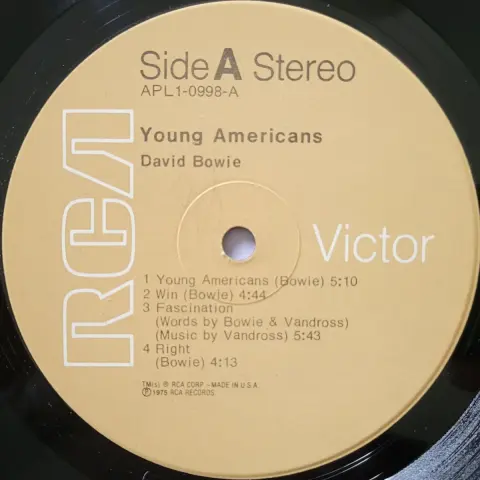 Side A Stereo
APL1-0998-A
Young Americans
David Bowie
RCA
Victor
1 Young Americans (Bowie) 5:10
2 Win (Bowie) 4:44
3 Fascination
(Words by Bowie & Vandross)
(Music by Vandross) 5:43
4 Right
(Bowie) 4:13
TM(s) ® RCA CORP - MADE IN U.S.A.
Ⓟ 1975 RCA RECORDS